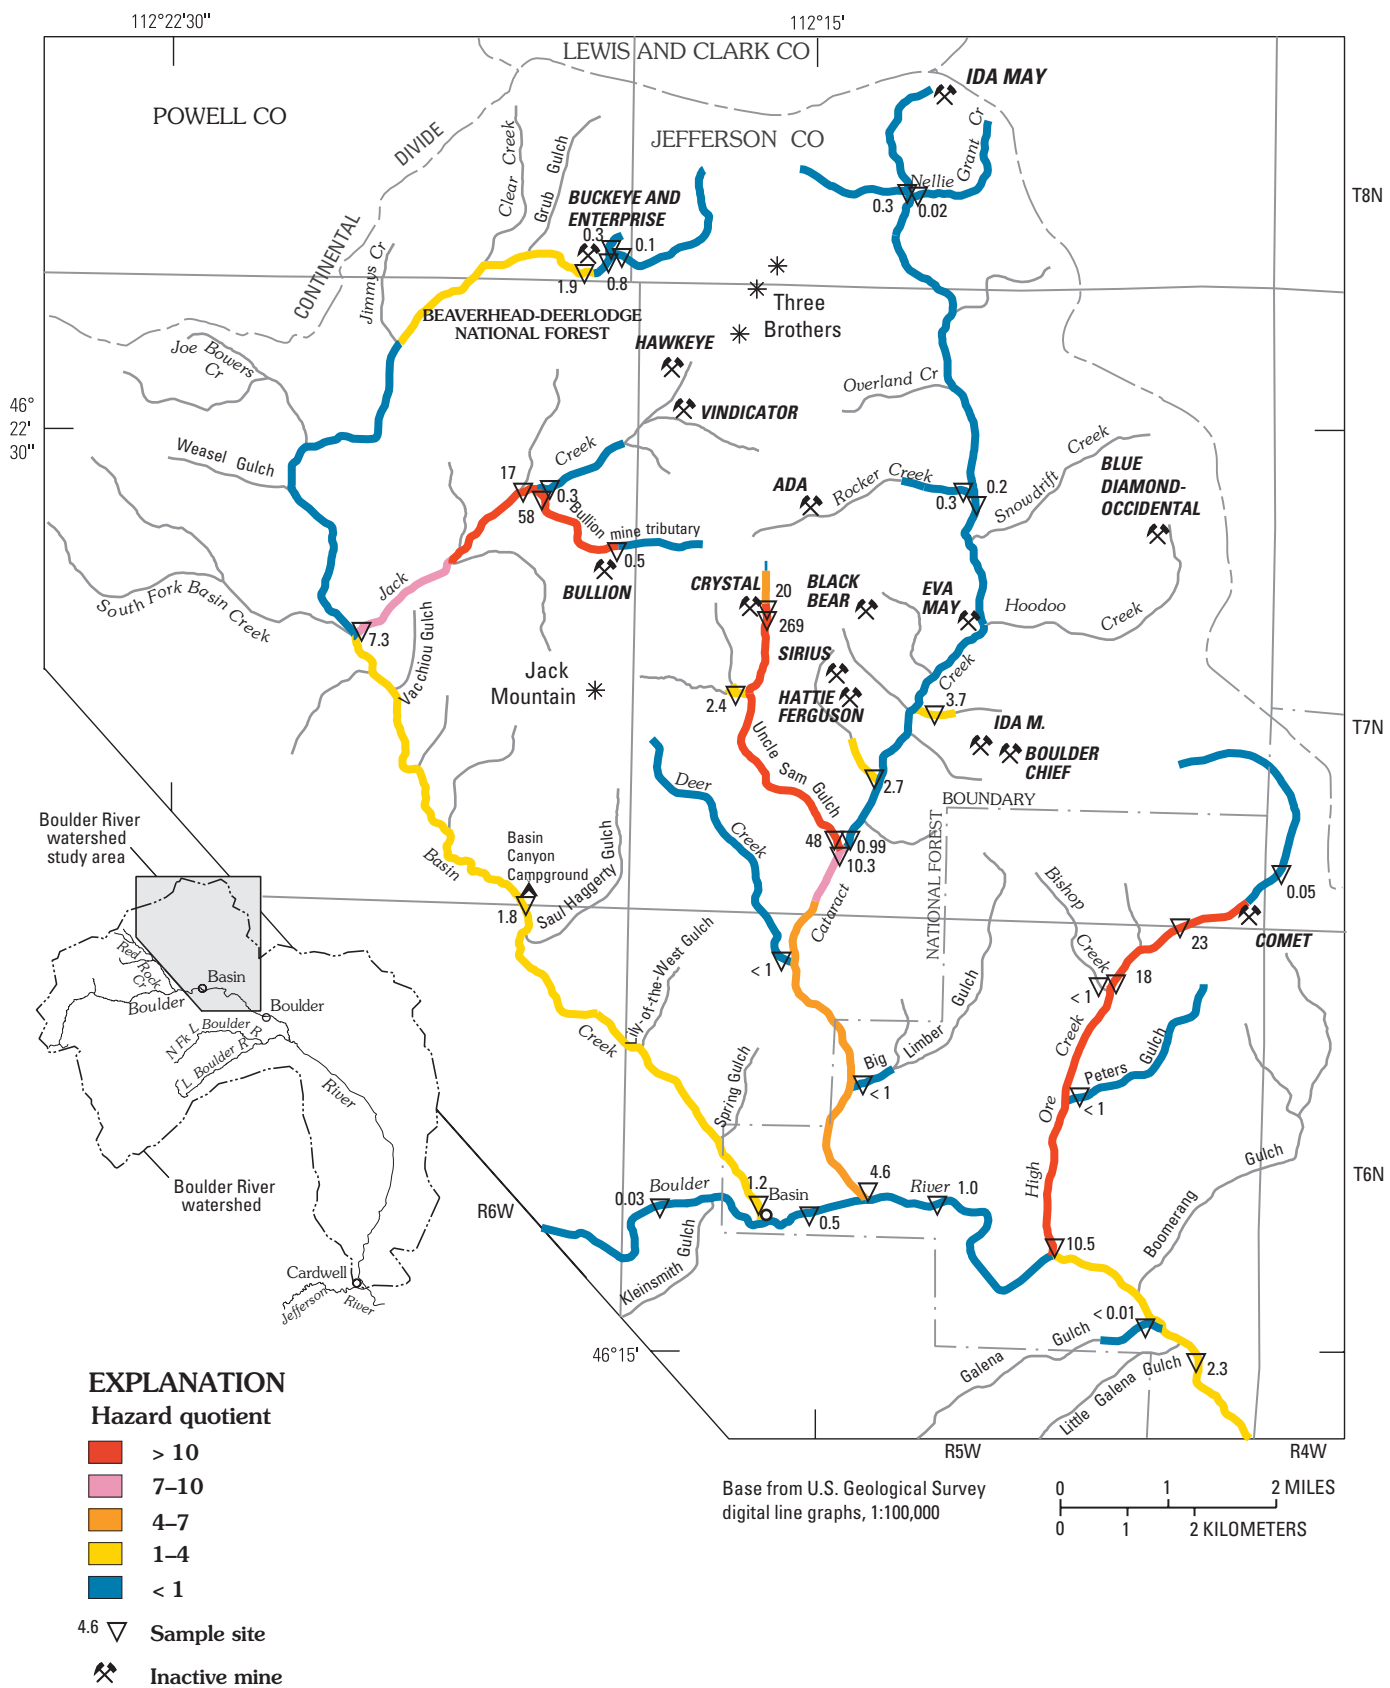 112°22'30"
112°15'
LEWIS AND CLARK CO
POWELL CO
JEFFERSON CO
IDA MAY
CONTINENTAL
DIVIDE
Clear Creek
Grub Gulch
Jimmys Cr
BUCKEYE AND
ENTERPRISE
0.3
0.1
0.8
1.9
Nellie
Grant Cr
0.3
0.02
T8N
BEAVERHEAD-DEERLODGE
NATIONAL FOREST
Three
Brothers
HAWKEYE
VINDICATOR
Joe Bowers
Cr
46°
22'
30"
Weasel Gulch
Overland Cr
17
Creek
0.3
58
Bullion
mine tributary
0.5
BULLION
ADA
Rocker Creek
0.2
0.3
Snowdrift Creek
BLUE
DIAMOND-
OCCIDENTAL
South Fork Basin Creek
Jack
7.3
Vacchiou Gulch
CRYSTAL
20
269
BLACK
BEAR
EVA
MAY
Hoodoo
Creek
SIRIUS
HATTIE
FERGUSON
2.4
Creek
3.7
IDA M.
BOULDER
CHIEF
Jack
Mountain
T7N
Uncle Sam Gulch
2.7
Deer
Creek
BOUNDARY
NATIONAL FOREST
48
0.99
10.3
Cataract
Boulder River
watershed
study area
Basin
Basin
Canyon
Campground
1.8
Saul Haggerty Gulch
Bishop
Creek
0.05
COMET
23
18
< 1
< 1
Lily-of-the-West Gulch
Creek
Creek
Peters Gulch
< 1
Ore
High
Big
Limber
Gulch
< 1
Spring Gulch
Red Rock
Cr
Basin
Boulder
Boulder
N Fk L Boulder R
L Boulder R
River
Boulder River
watershed
Cardwell
Jefferson
River
Gulch
Boomerang
T6N
R6W
0.03
Boulder
1.2
Basin
0.5
4.6
River
1.0
10.5
Kleinsmith Gulch
< 0.01
Galena
Gulch
Little Galena Gulch
2.3
46°15'
R5W
R4W
EXPLANATION
Hazard quotient
> 10
7–10
4–7
1–4
< 1
4.6
Sample site
Inactive mine
Base from U.S. Geological Survey
digital line graphs, 1:100,000
0 1 2 MILES
0 1 2 KILOMETERS